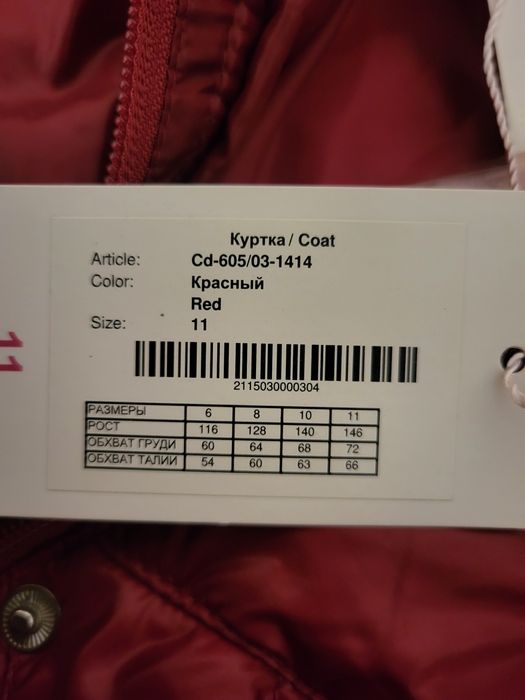 Куртка / Coat
Article: Cd-605/03-1414
Color: Красный
Red
Size: 11
11
2115030000304
РАЗМЕРЫ 6 8 10 11
РОСТ 116 128 140 146
ОБХВАТ ГРУДИ 60 64 68 72
ОБХВАТ ТАЛИИ 54 60 63 66